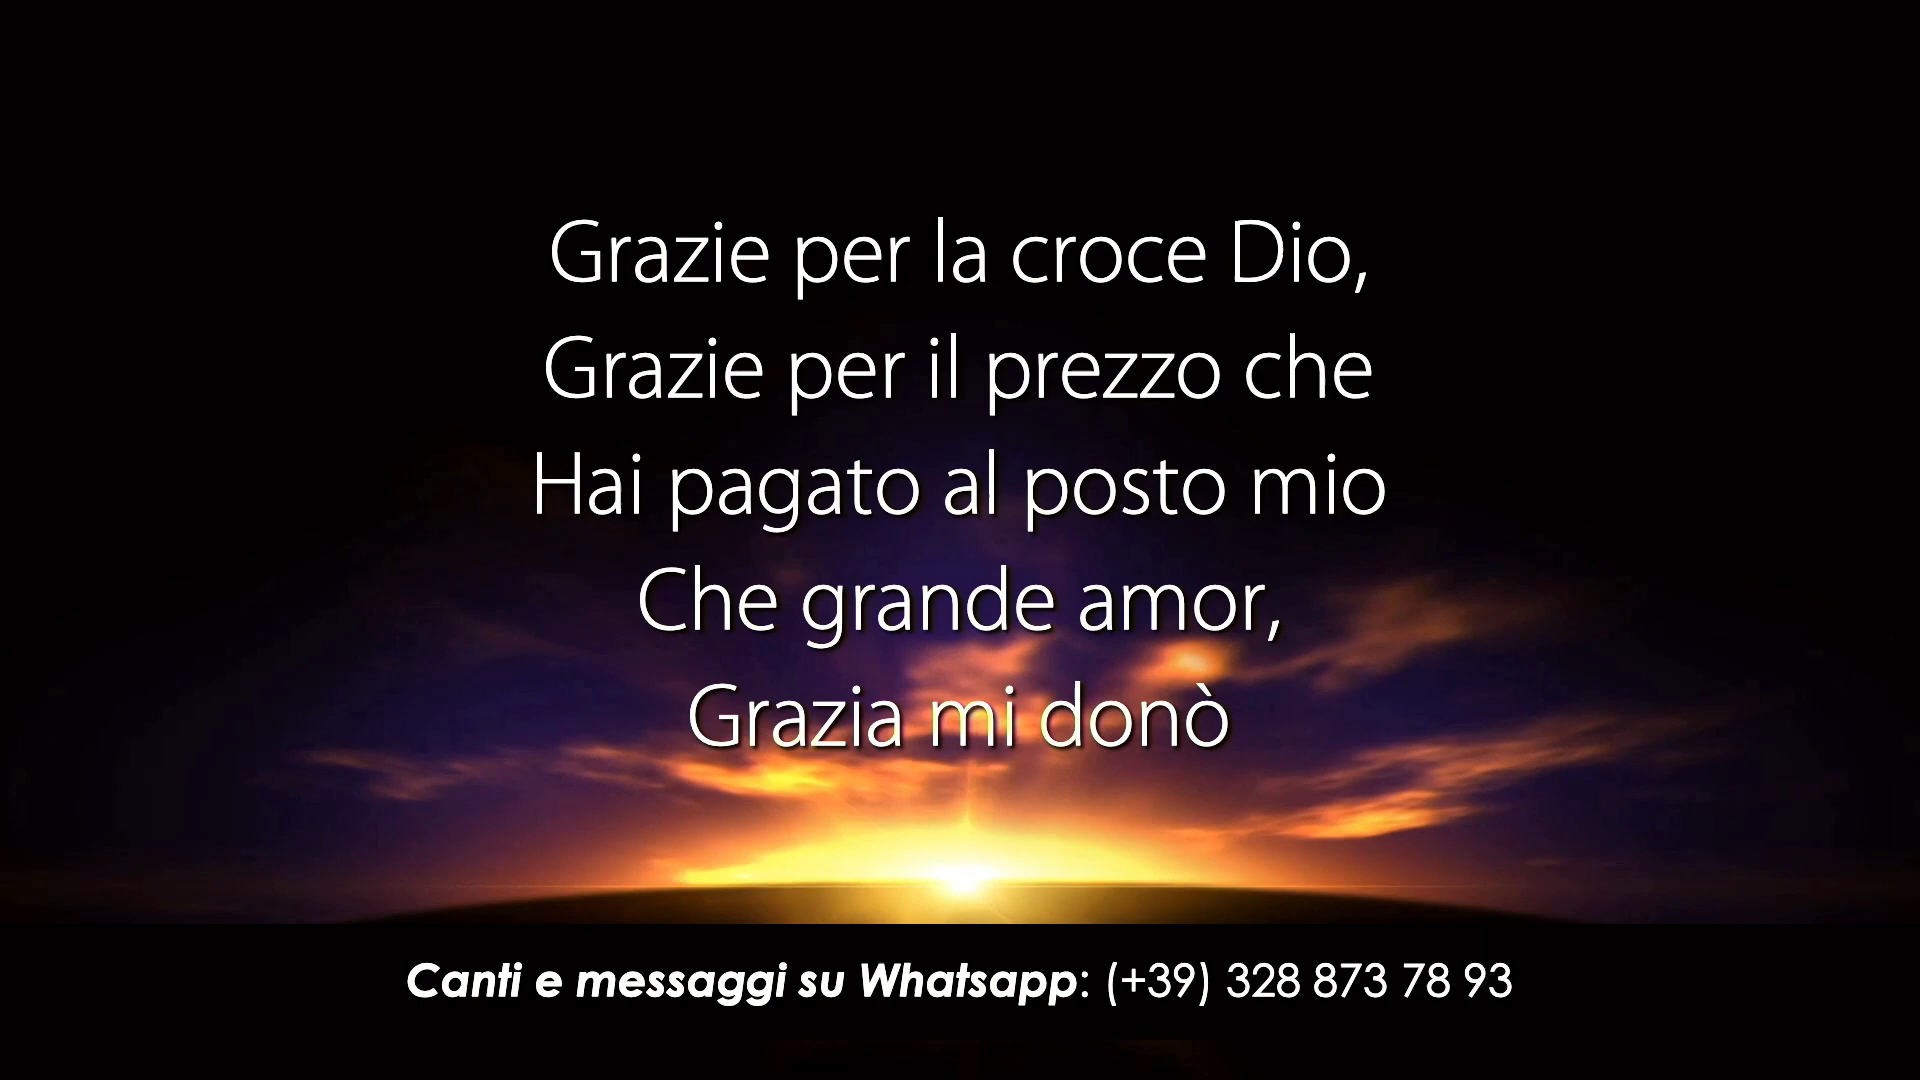 Grazie per la croce Dio,
Grazie per il prezzo che
Hai pagato al posto mio
Che grande amor,
Grazia mi donò
Canti e messaggi su Whatsapp: (+39) 328 873 78 93